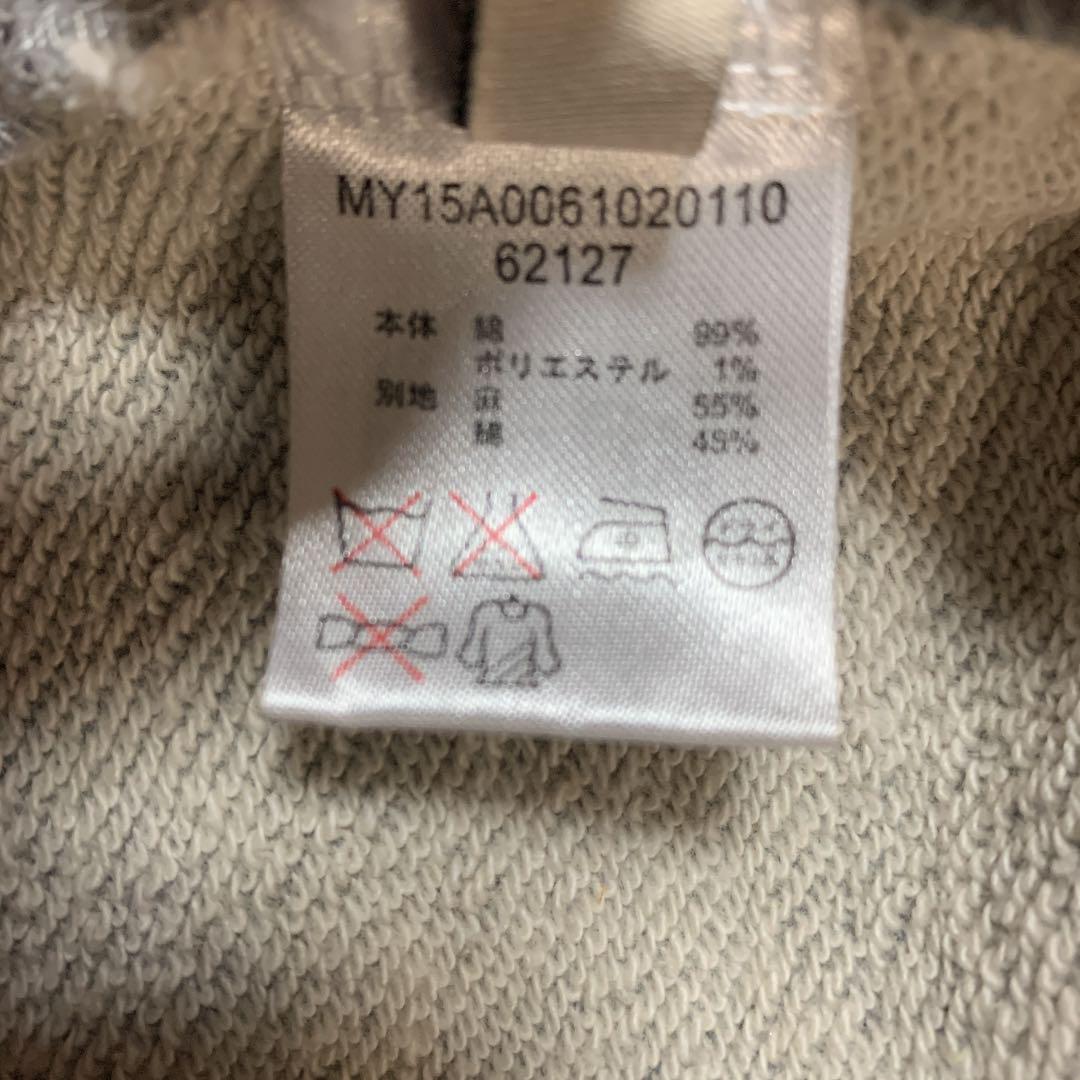 MY15A0061020110
62127
本体 綿 99%
ポリエステル 1%
別地 麻 55%
綿 45%